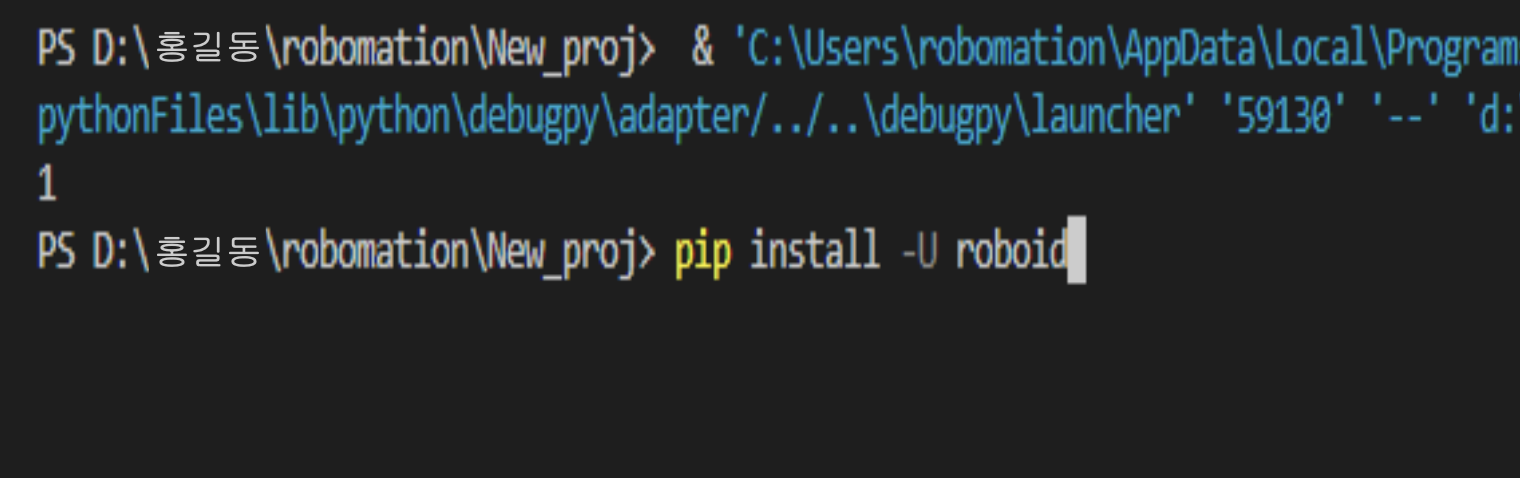 PS D:\홍길동\robomation\New_proj>  & 'C:\Users\robomation\AppData\Local\Program
pythonFiles\lib\python\debugpy\adapter/../..\debugpy\launcher' '59130' '--' 'd:
1
PS D:\홍길동\robomation\New_proj> pip install -U roboid